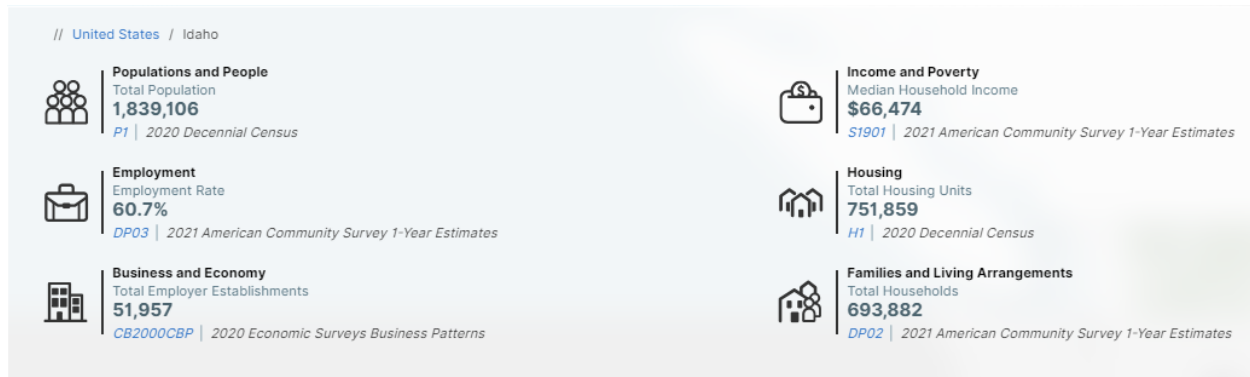 // United States / Idaho
Populations and People
Total Population
1,839,106
P1 | 2020 Decennial Census
Employment
Employment Rate
60.7%
DP03 | 2021 American Community Survey 1-Year Estimates
Business and Economy
Total Employer Establishments
51,957
CB2000CBP | 2020 Economic Surveys Business Patterns
Income and Poverty
Median Household Income
$66,474
S1901 | 2021 American Community Survey 1-Year Estimates
Housing
Total Housing Units
751,859
H1 | 2020 Decennial Census
Families and Living Arrangements
Total Households
693,882
DP02 | 2021 American Community Survey 1-Year Estimates